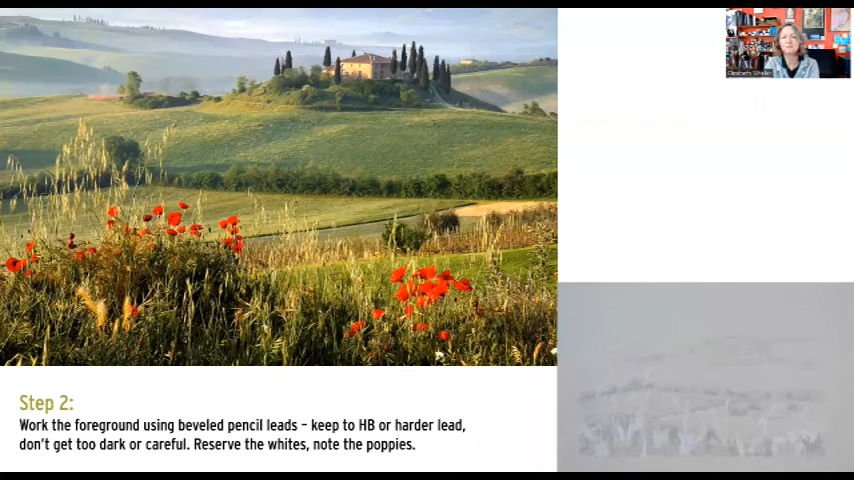 Step 2:
Work the foreground using beveled pencil leads – keep to HB or harder lead,
don't get too dark or careful. Reserve the whites, note the poppies.